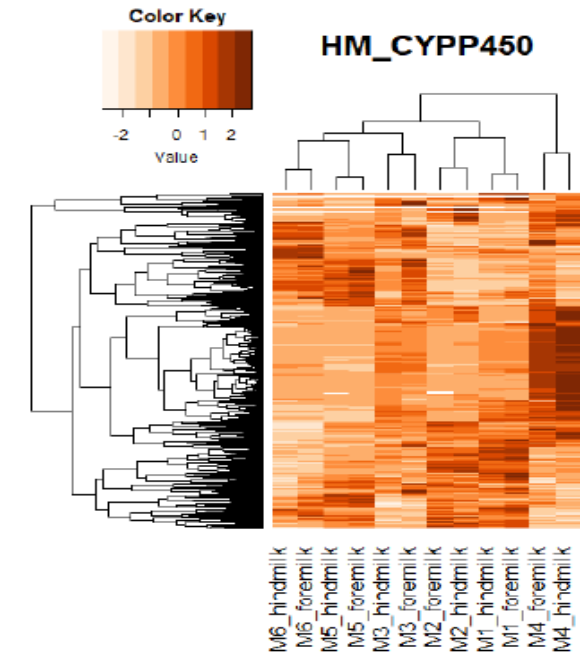 Color Key
HM_CYPP450
-2 0 1 2
Value
M6_hindmilk
M6_foremilk
M5_hindmilk
M5_foremilk
M3_hindmilk
M3_foremilk
M2_foremilk
M2_hindmilk
M1_hindmilk
M1_foremilk
M4_foremilk
M4_hindmilk